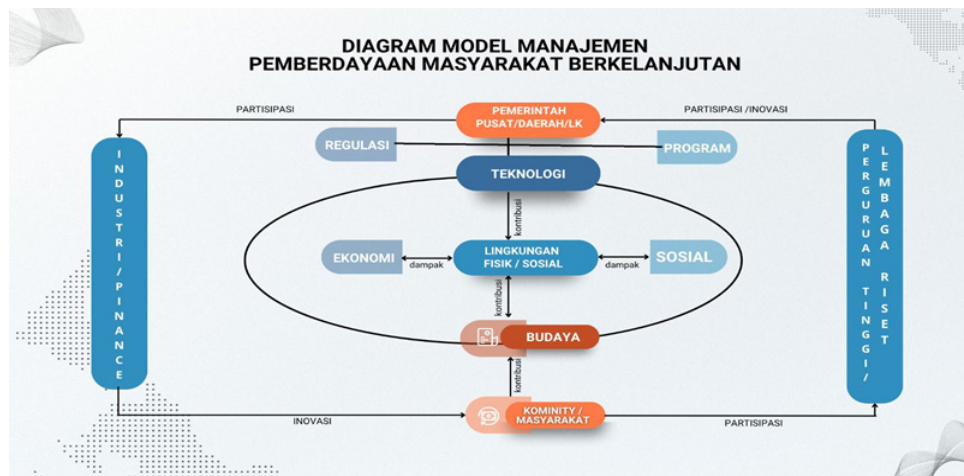 DIAGRAM MODEL MANAJEMEN
PEMBERDAYAAN MASYARAKAT BERKELANJUTAN
PARTISIPASI
PEMERINTAH
PUSAT/DAERAH/LK
PARTISIPASI /INOVASI
REGULASI
PROGRAM
TEKNOLOGI
INDUSTRI/PINANCE
PERGURUAN TINGGI/
LEMBAGA RISET
kontribusi
EKONOMI
dampak
LINGKUNGAN
FISIK / SOSIAL
dampak
SOSIAL
kontribusi
BUDAYA
kontribusi
INOVASI
KOMINITY /
MASYARAKAT
PARTISIPASI